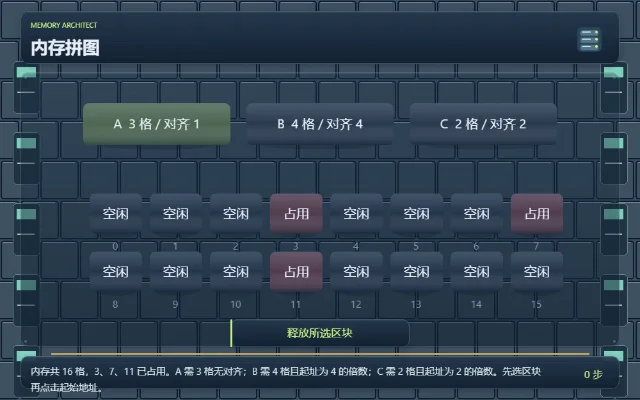 MEMORY ARCHITECT
内存拼图
A 3 格 / 对齐 1
B 4 格 / 对齐 4
C 2 格 / 对齐 2
空闲 空闲 空闲 占用 空闲 空闲 空闲 占用
0 1 2 3 4 5 6 7
空闲 空闲 空闲 占用 空闲 空闲 空闲 空闲
8 9 10 11 12 13 14 15
释放所选区块
内存共 16 格，3、7、11 已占用。A 需 3 格无对齐；B 需 4 格且起址为 4 的倍数；C 需 2 格且起址为 2 的倍数。先选区块
再点击起始地址。
0 步